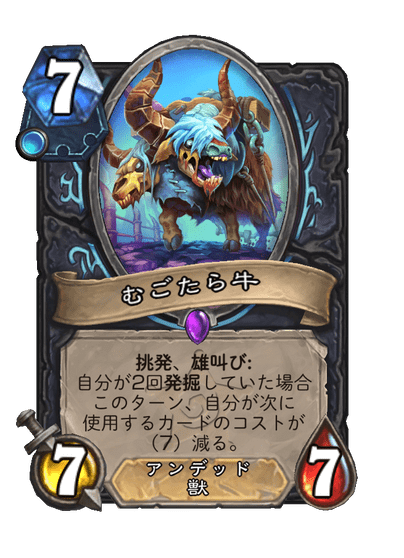 7
むごたら牛
挑発、雄叫び:
自分が2回発掘していた場合
このターン、自分が次に
使用するカードのコストが
(7) 減る。
7
アンデッド
獣
7